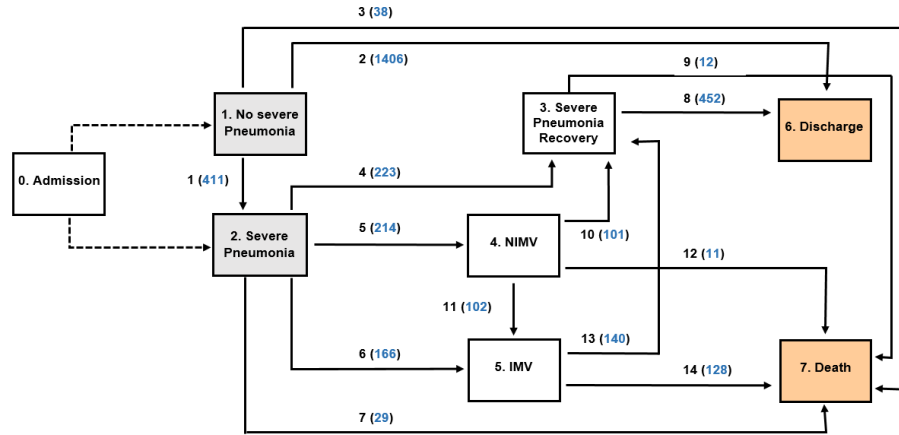 3 (38)
2 (1406)
9 (12)
1. No severe
Pneumonia
3. Severe
Pneumonia
Recovery
8 (452)
6. Discharge
0. Admission
1 (411)
4 (223)
2. Severe
Pneumonia
5 (214)
4. NIMV
10 (101)
12 (11)
11 (102)
13 (140)
6 (166)
5. IMV
14 (128)
7. Death
7 (29)